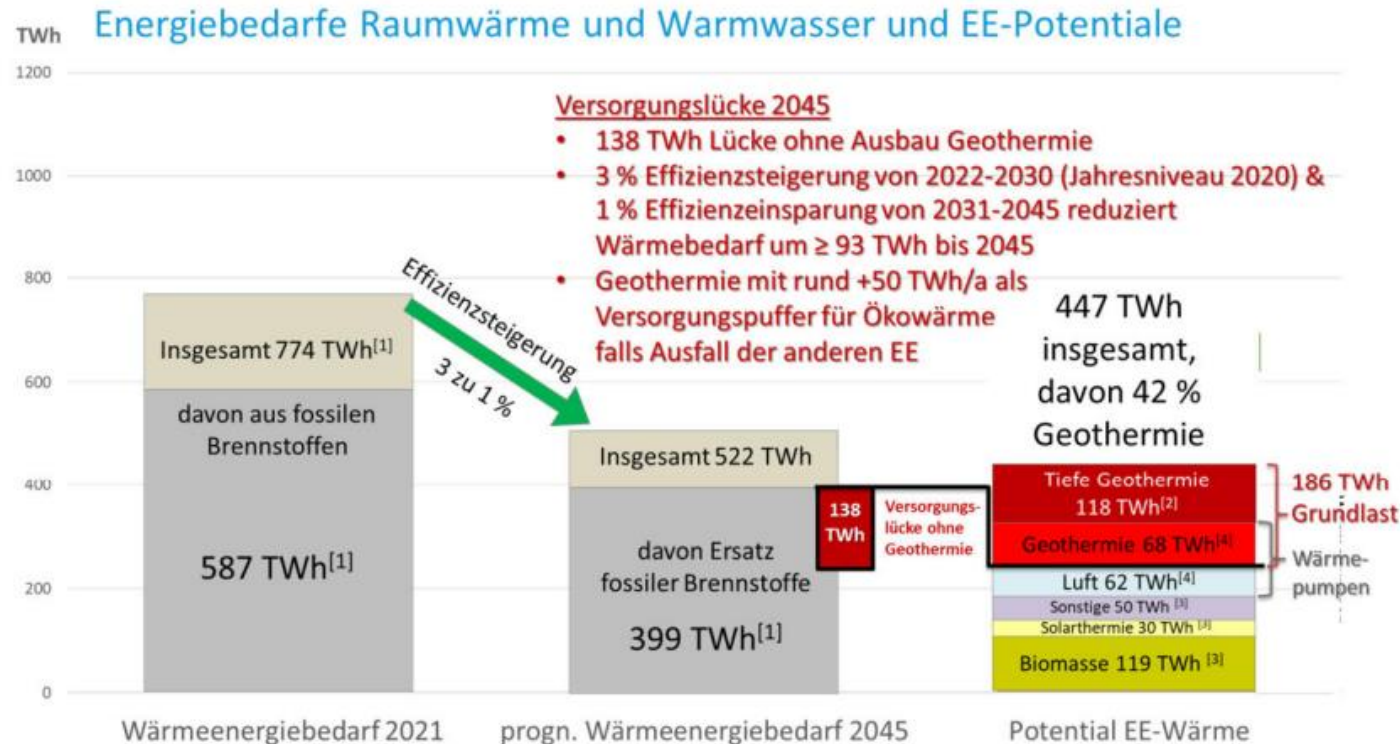 Energiebedarfe Raumwärme und Warmwasser und EE-Potentiale
TWh
1200
1000
800
600
400
200
0
Versorgungslücke 2045
• 138 TWh Lücke ohne Ausbau Geothermie
• 3 % Effizienzsteigerung von 2022-2030 (Jahresniveau 2020) &
1 % Effizienzeinsparung von 2031-2045 reduziert
Wärmebedarf um ≥ 93 TWh bis 2045
• Geothermie mit rund +50 TWh/a als
Versorgungspuffer für Ökowärme
falls Ausfall der anderen EE
Effizienzsteigerung
3 zu 1 %
Insgesamt 774 TWh[1]
davon aus fossilen
Brennstoffen
587 TWh[1]
Insgesamt 522 TWh
davon Ersatz
fossiler Brennstoffe
399 TWh[1]
138
TWh
Versorgungs-
lücke ohne
Geothermie
447 TWh
insgesamt,
davon 42 %
Geothermie
Tiefe Geothermie
118 TWh[2]
Geothermie 68 TWh[4]
Luft 62 TWh[4]
Sonstige 50 TWh [3]
Solarthermie 30 TWh [3]
Biomasse 119 TWh [3]
186 TWh
Grundlast
Wärme-
pumpen
Wärmeenergiebedarf 2021
progn. Wärmeenergiebedarf 2045
Potential EE-Wärme